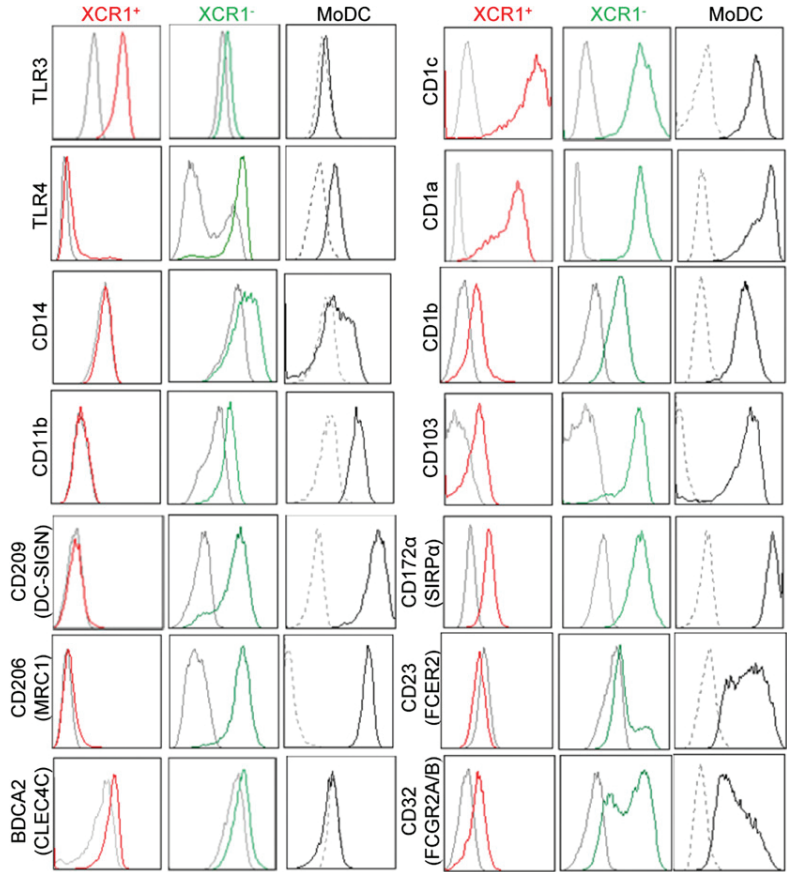 XCR1⁺ XCR1⁻ MoDC
TLR3
TLR4
CD14
CD11b
CD209
(DC-SIGN)
CD206
(MRC1)
BDCA2
(CLEC4C)
XCR1⁺ XCR1⁻ MoDC
CD1c
CD1a
CD1b
CD103
CD172α
(SIRPα)
CD23
(FCER2)
CD32
(FCGR2A/B)